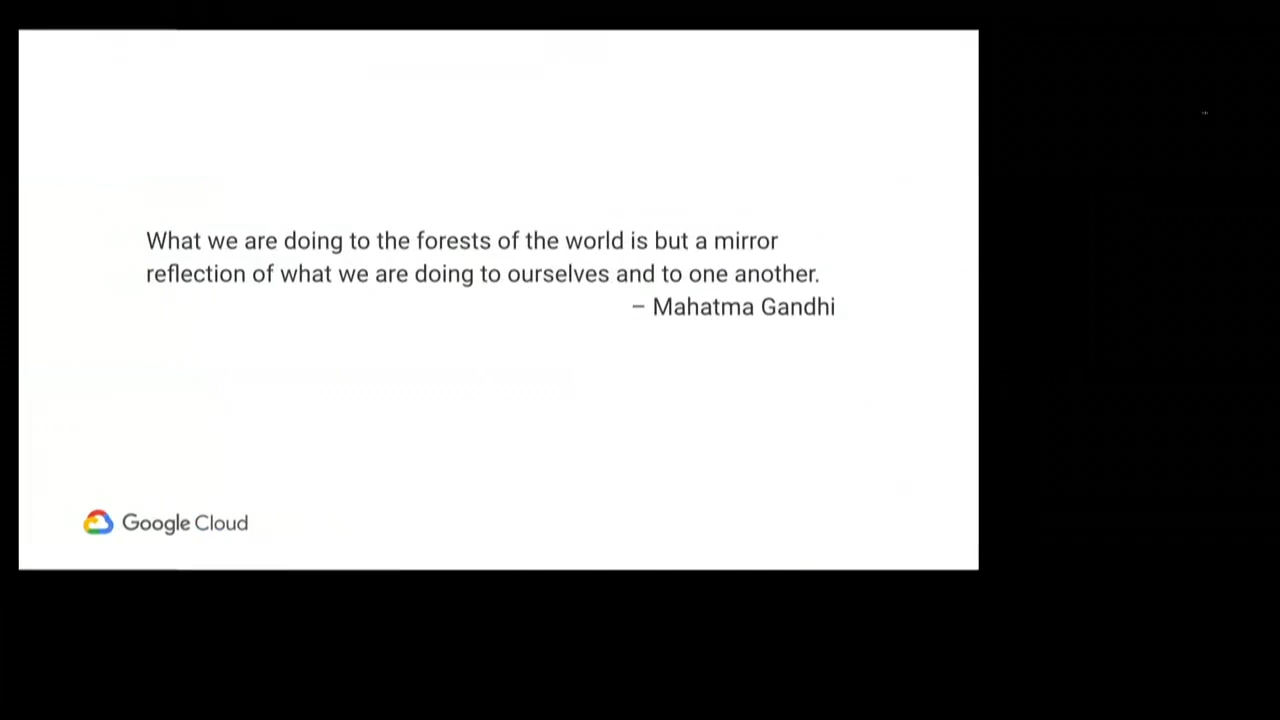 What we are doing to the forests of the world is but a mirror
reflection of what we are doing to ourselves and to one another.
– Mahatma Gandhi
Google Cloud